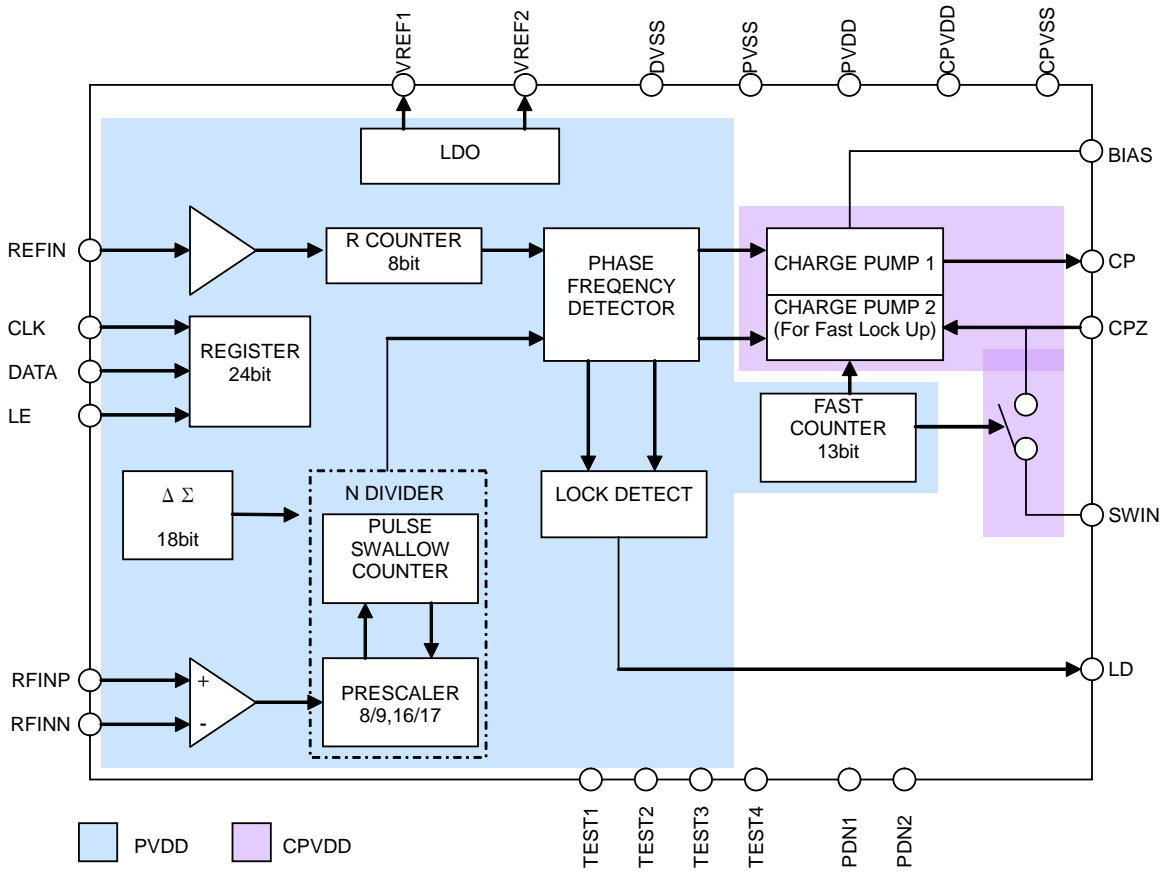 VREF1
VREF2
DVSS
PVSS
PVDD
CPVDD
CPVSS
LDO
BIAS
REFIN
R COUNTER
8bit
PHASE
FREQENCY
DETECTOR
CHARGE PUMP 1
CP
CHARGE PUMP 2
(For Fast Lock Up)
CPZ
CLK
DATA
LE
REGISTER
24bit
FAST
COUNTER
13bit
Δ Σ
18bit
N DIVIDER
PULSE
SWALLOW
COUNTER
LOCK DETECT
SWIN
RFINP
RFINN
+
-
PRESCALER
8/9,16/17
LD
TEST1
TEST2
TEST3
TEST4
PDN1
PDN2
PVDD
CPVDD